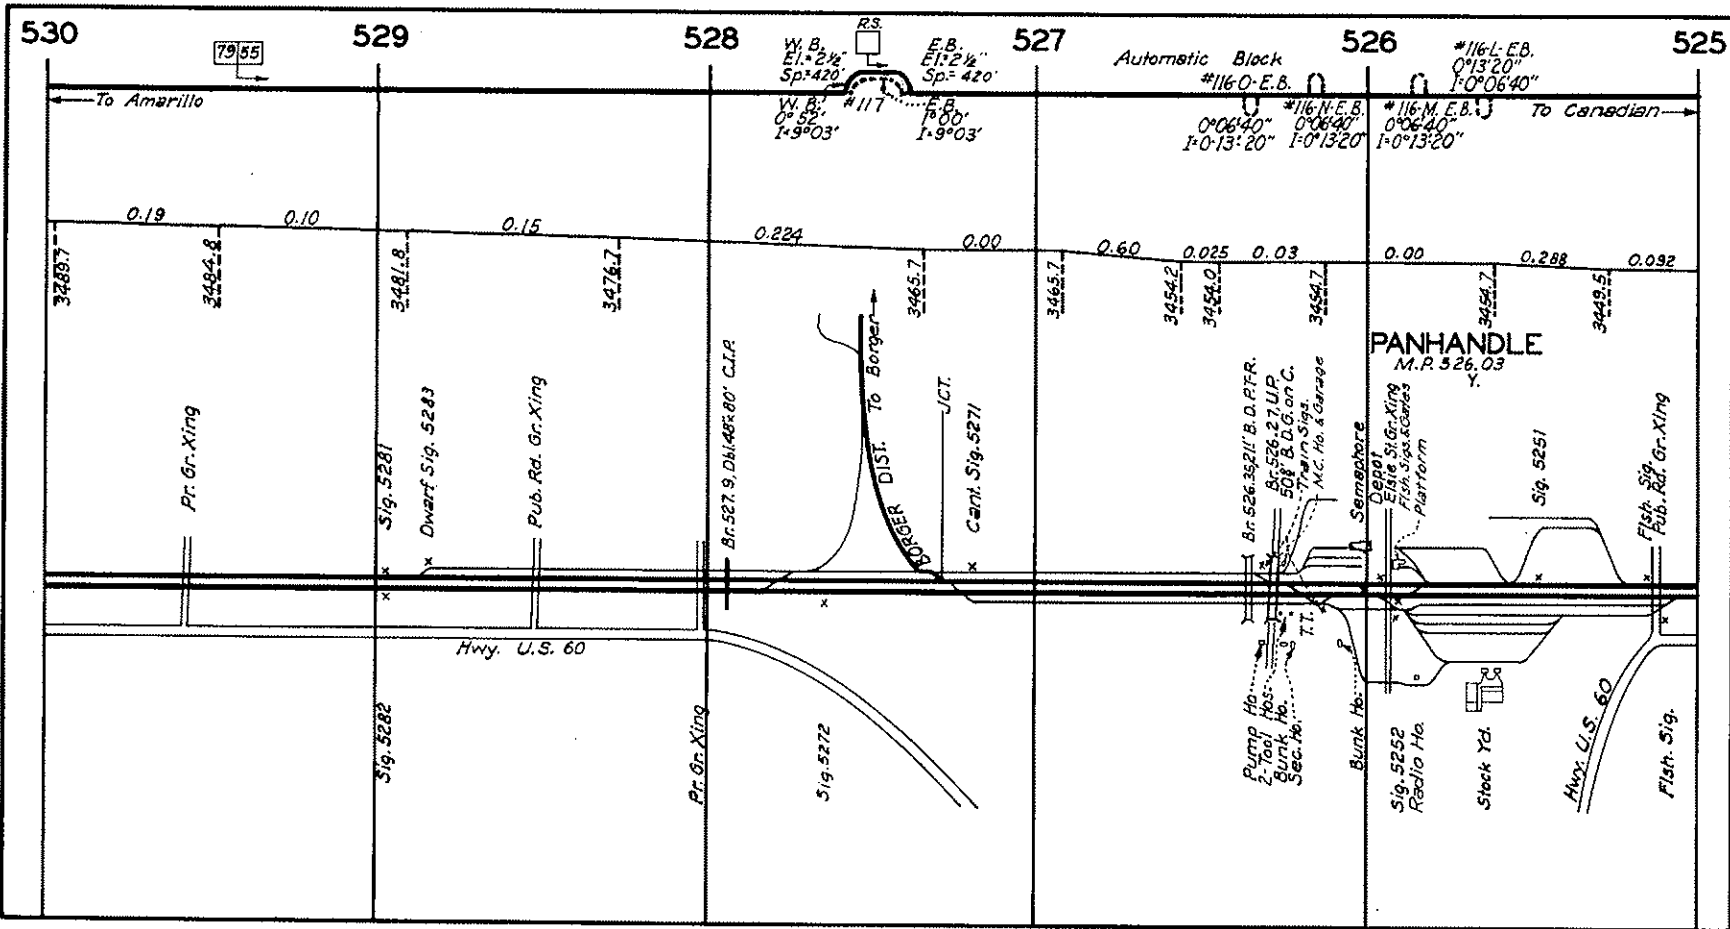 530
529
528
527
526
525
79 55
R.S.
W. B.
El.=2½"
Sp=420'
E.B.
El=2½"
Sp= 420'
Automatic Block
#116-O-E.B.
#116-L-E.B.
0°13'20"
I=0°06'40"
To Amarillo
W. B.
0°52'
I=9°03'
#117
E.B.
1°00'
I=9°03'
0°06'40"
I=0°13'20"
#116-N-E.B.
0°06'40"
I=0°13'20"
#116-M. E.B.
0°06'40"
I=0°13'20"
To Canadian
0.19
0.10
0.15
0.224
0.00
0.60
0.025
0.03
0.00
0.288
0.092
3489.7
3484.8
3481.8
3476.7
3465.7
3465.7
3454.2
3454.0
3454.7
3454.7
3449.5
PANHANDLE
M.P. 526.03
Y.
Pr. Gr. Xing
Sig. 5281
Dwarf Sig. 5283
Pub. Rd. Gr. Xing
Br. 527.9, Dbl.48"x80' C.I.P.
To Borger
BORGER DIST.
JCT.
Cant. Sig. 5271
Br. 526.35, 211' B.D.P.T-R.
Br. 526.27, U.P.
508' B.D.G. on C.
Train Sigs.
M.C. Ho. & Garage
Semaphore
Depot
Elsie St. Gr. Xing
Flsh. Sigs. & Gates
Platform
Sig. 5251
Flsh. Sig.
Pub. Rd. Gr. Xing
Hwy. U.S. 60
Sig. 5282
Pr. Gr. Xing
Sig. 5272
T.T.
Pump Ho.
2-Tool Hos.
Bunk Ho.
Sec. Ho.
Bunk Ho.
Sig. 5252
Radio Ho.
Stock Yd.
Hwy. U.S. 60
Flsh. Sig.